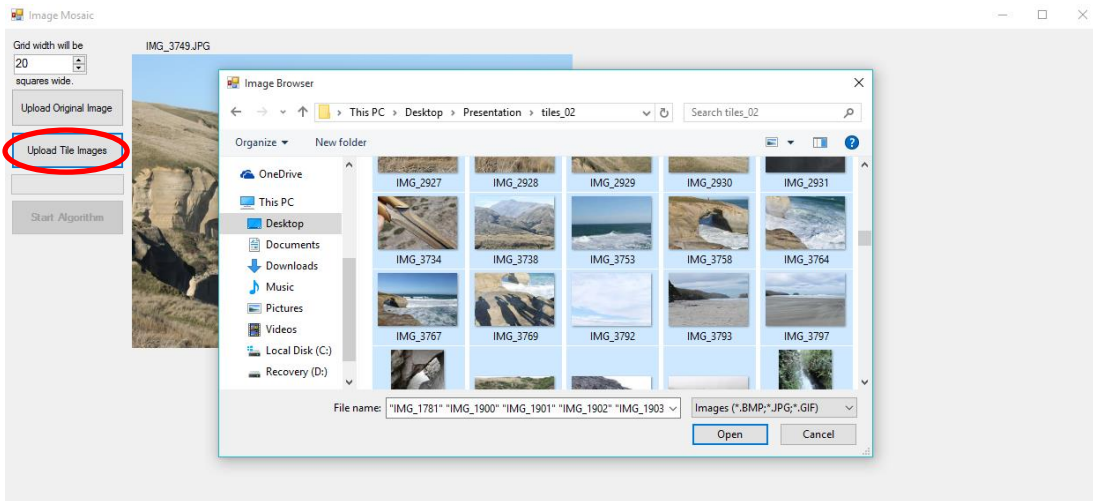 Image Mosaic
Grid width will be
20
squares wide.
IMG_3749.JPG
Upload Original Image
Upload Tile Images
Start Algorithm
Image Browser
This PC > Desktop > Presentation > tiles_02
Search tiles_02
Organize
New folder
OneDrive
This PC
Desktop
Documents
Downloads
Music
Pictures
Videos
Local Disk (C:)
Recovery (D:)
IMG_2927 IMG_2928 IMG_2929 IMG_2930 IMG_2931
IMG_3734 IMG_3738 IMG_3753 IMG_3758 IMG_3764
IMG_3767 IMG_3769 IMG_3792 IMG_3793 IMG_3797
File name: "IMG_1781" "IMG_1900" "IMG_1901" "IMG_1902" "IMG_1903
Images (*.BMP;*.JPG;*.GIF)
Open
Cancel